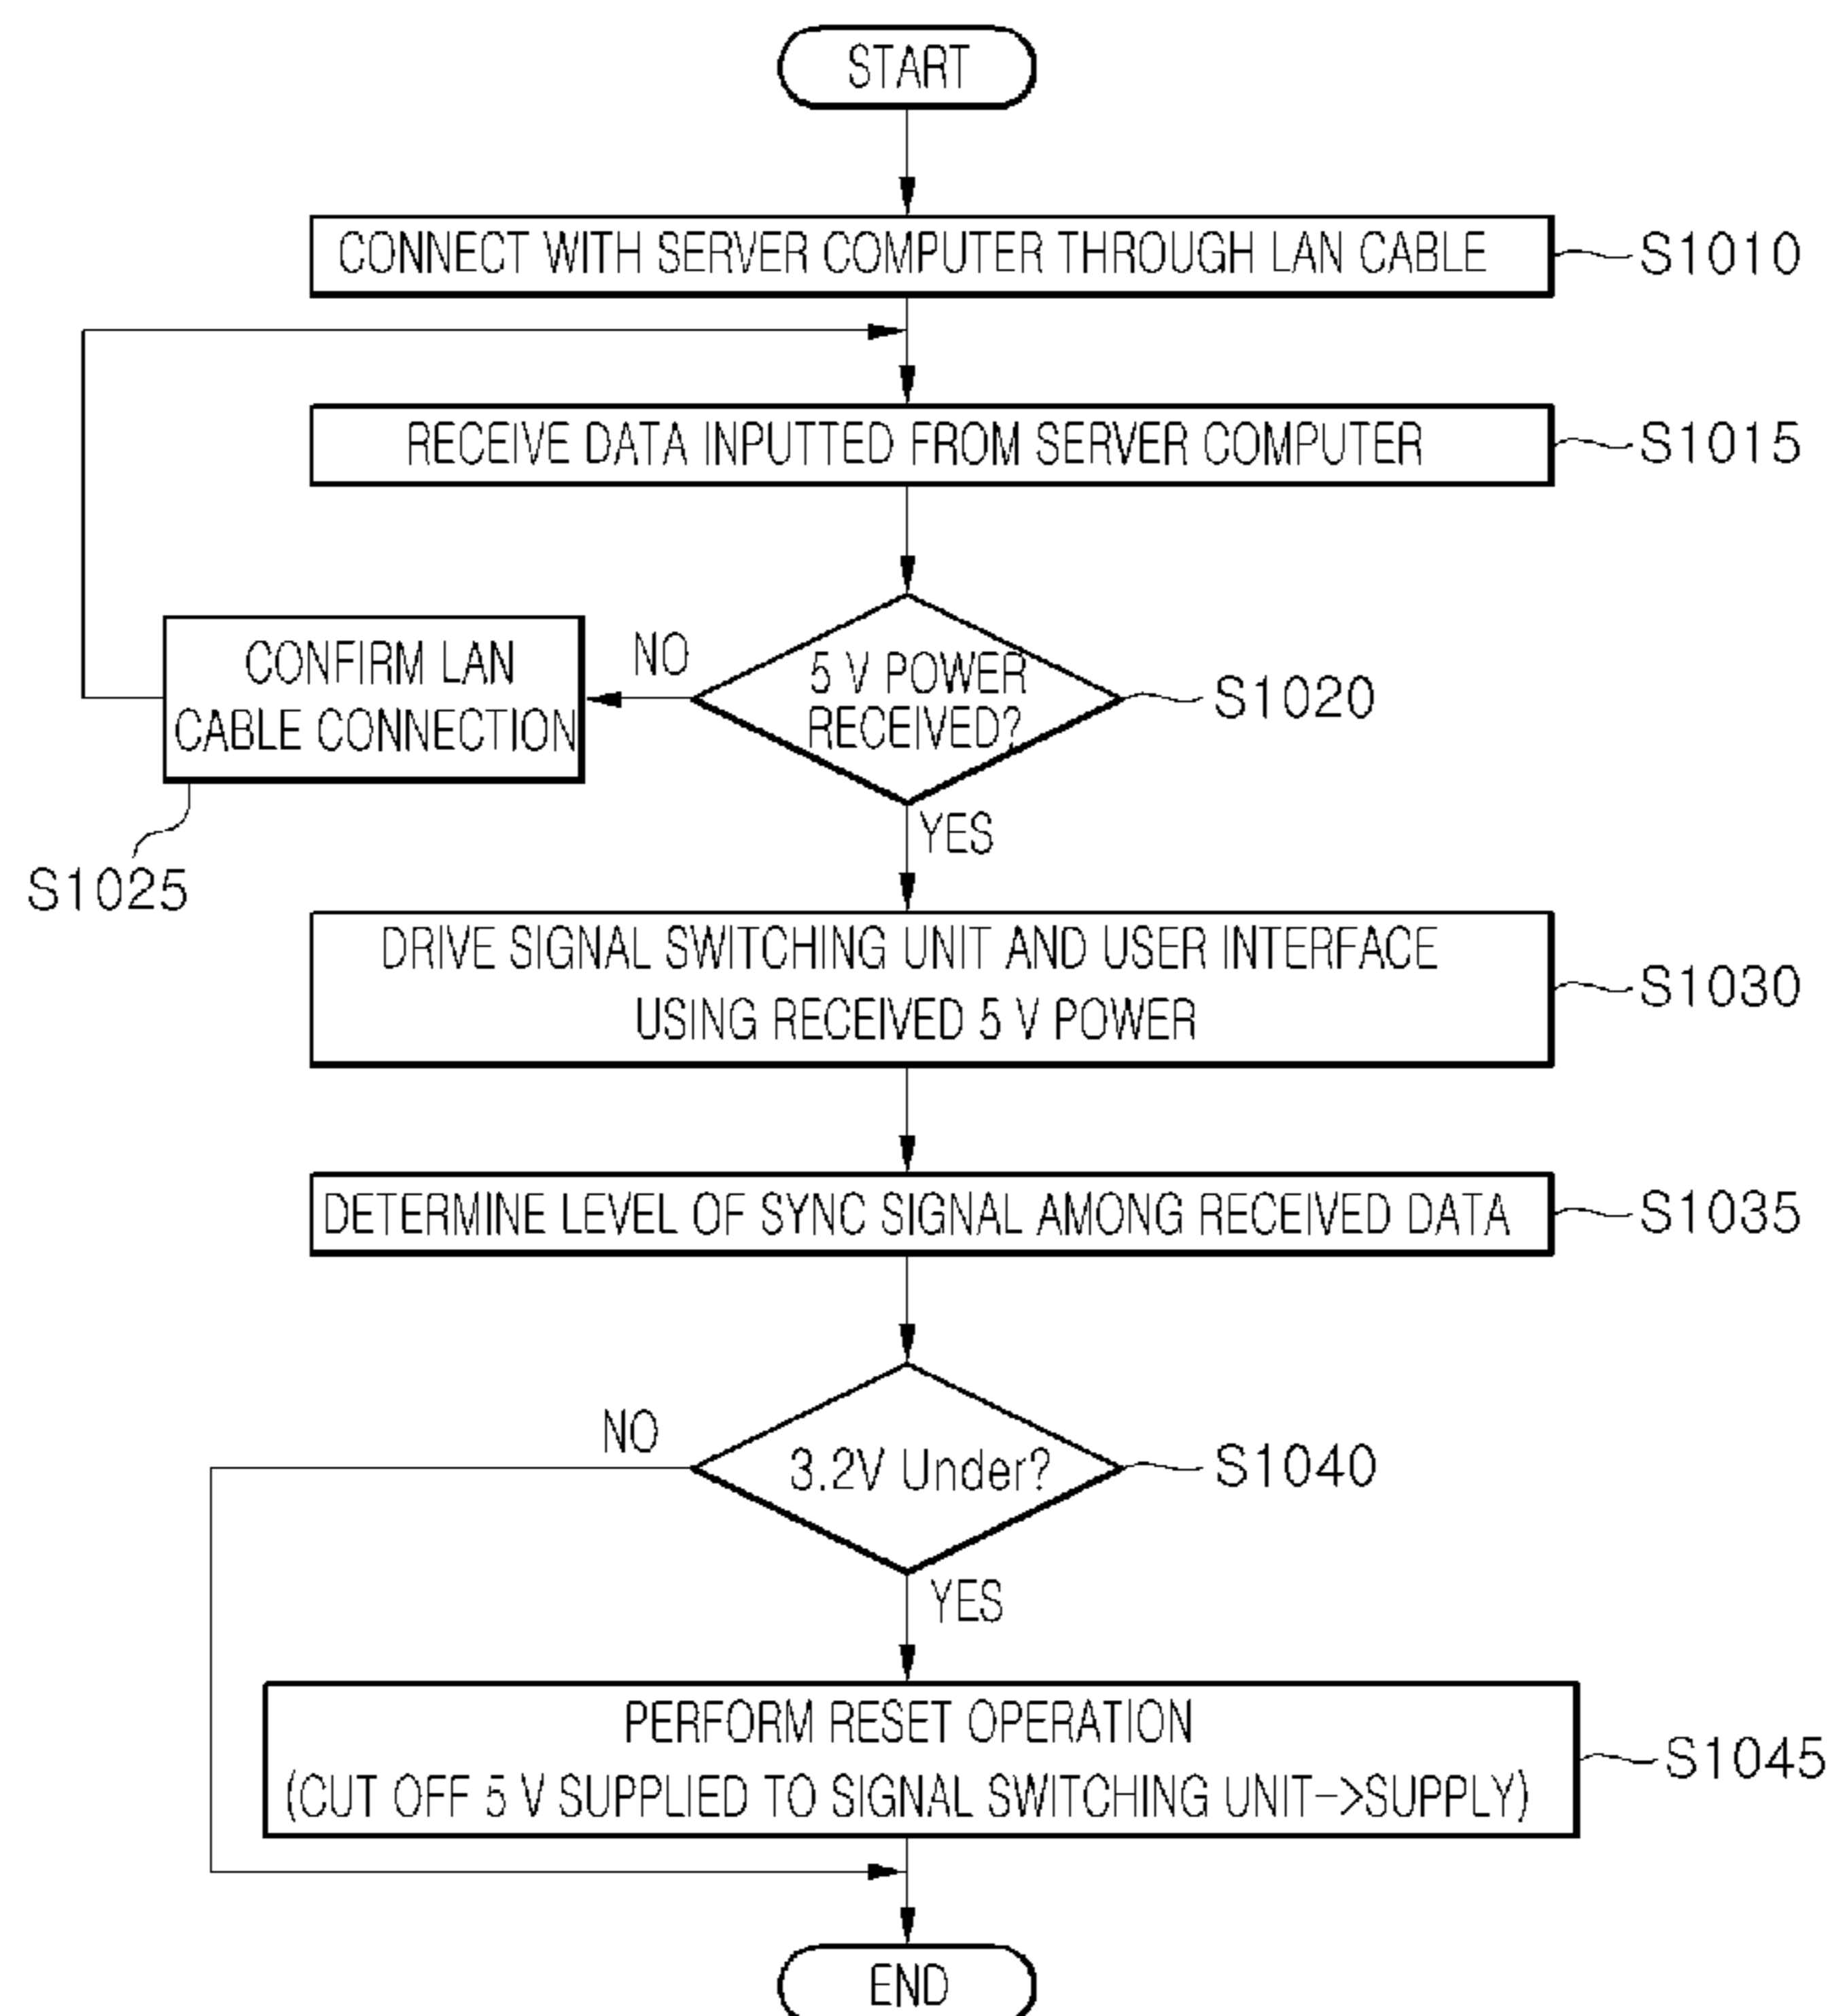 START
CONNECT WITH SERVER COMPUTER THROUGH LAN CABLE
S1010
RECEIVE DATA INPUTTED FROM SERVER COMPUTER
S1015
5 V POWER
RECEIVED?
S1020
NO
CONFIRM LAN
CABLE CONNECTION
S1025
YES
DRIVE SIGNAL SWITCHING UNIT AND USER INTERFACE
USING RECEIVED 5 V POWER
S1030
DETERMINE LEVEL OF SYNC SIGNAL AMONG RECEIVED DATA
S1035
NO
3.2V Under?
S1040
YES
PERFORM RESET OPERATION
(CUT OFF 5 V SUPPLIED TO SIGNAL SWITCHING UNIT->SUPPLY)
S1045
END